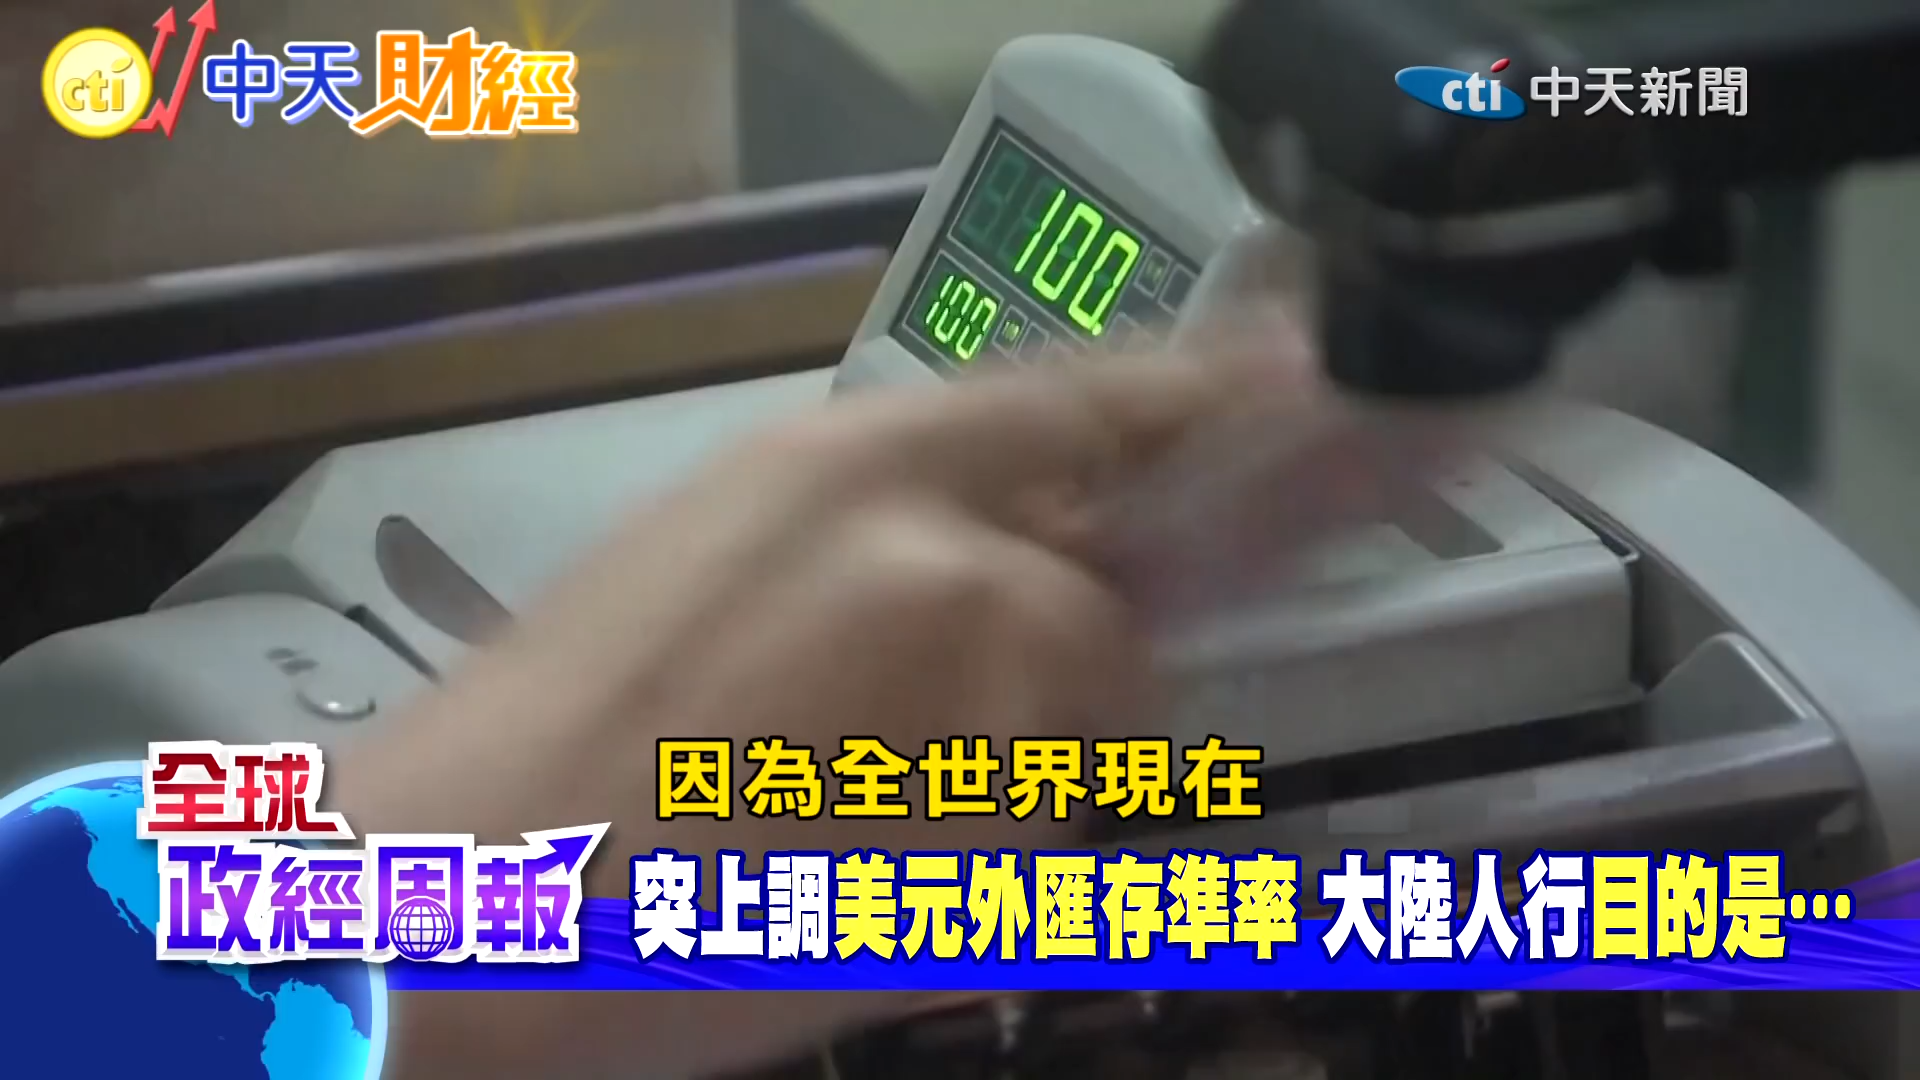 cti 中天財經
cti 中天新聞
100.
100
因為全世界現在
全球
政經周報
突上調美元外匯存準率 大陸人行目的是…